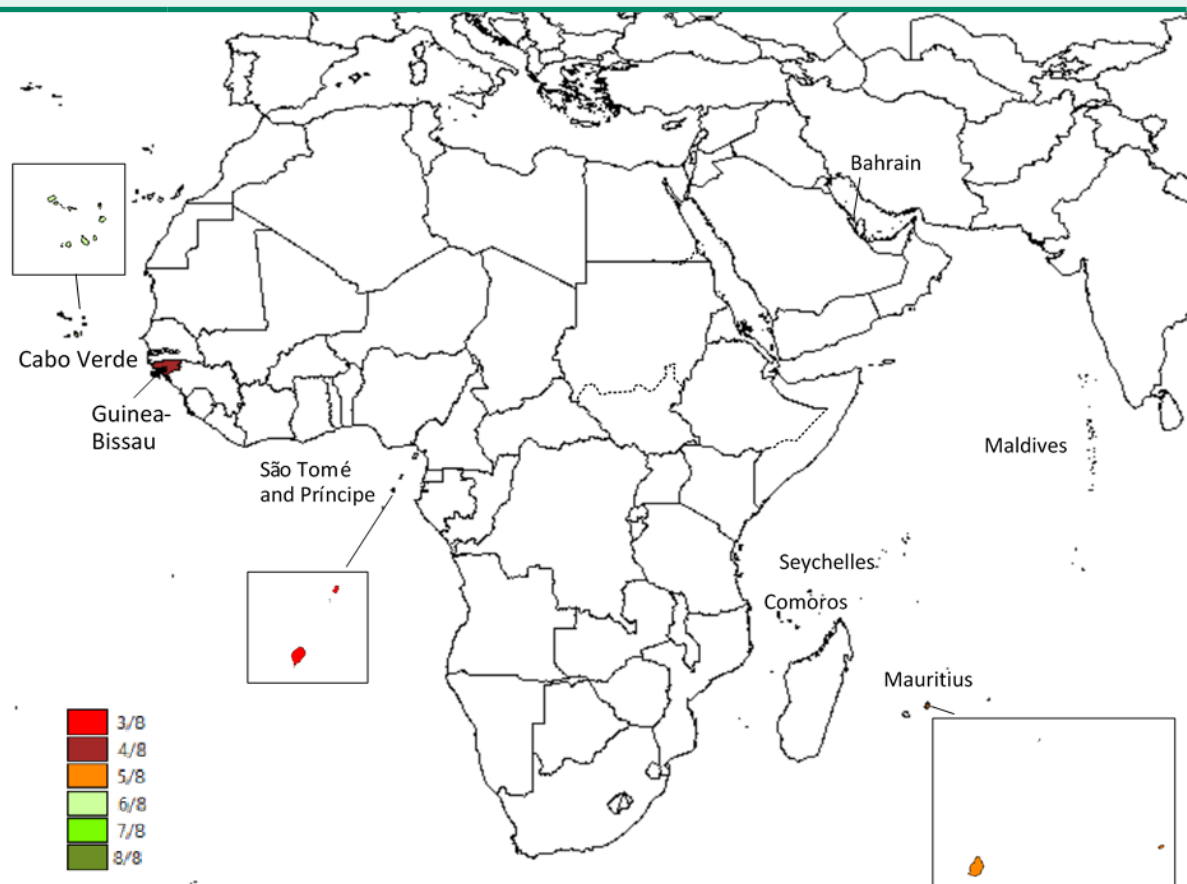 Bahrain
Cabo Verde
Guinea-
Bissau
São Tomé
and Príncipe
Maldives
Seychelles
Comoros
Mauritius
3/8
4/8
5/8
6/8
7/8
8/8